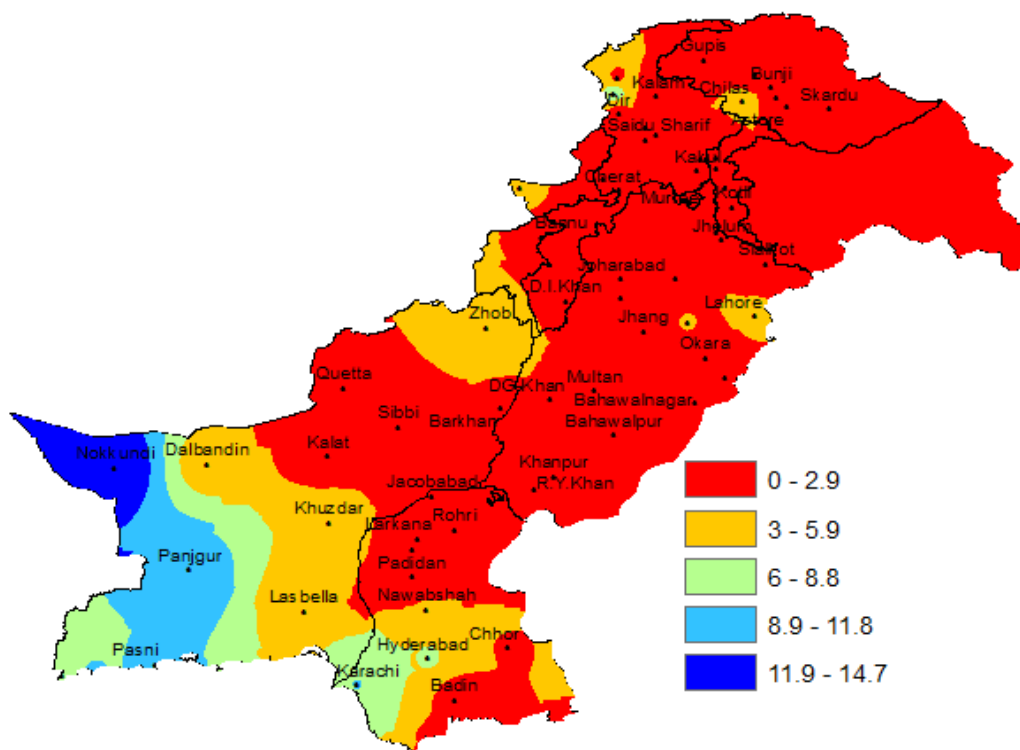 Gupis
Bunji
Kalam
Chilas
Skardu
Dir
Astore
Saidu Sharif
Kakul
Cherat
Kotli
Bannu
Jhelum
Sialkot
Joharabad
D.I.Khan
Lahore
Zhob
Jhang
Okara
Quetta
DG Khan
Multan
Bahawalnagar
Sibbi
Barkhan
Bahawalpur
Nokkundi
Dalbandin
Kalat
Khanpur
Jacobabad
R.Y.Khan
0 - 2.9
Khuzdar
Larkana
Rohri
3 - 5.9
Panjgur
Padidan
6 - 8.8
Lasbella
Nawabshah
8.9 - 11.8
Pasni
Hyderabad
Chhor
Karachi
11.9 - 14.7
Badin